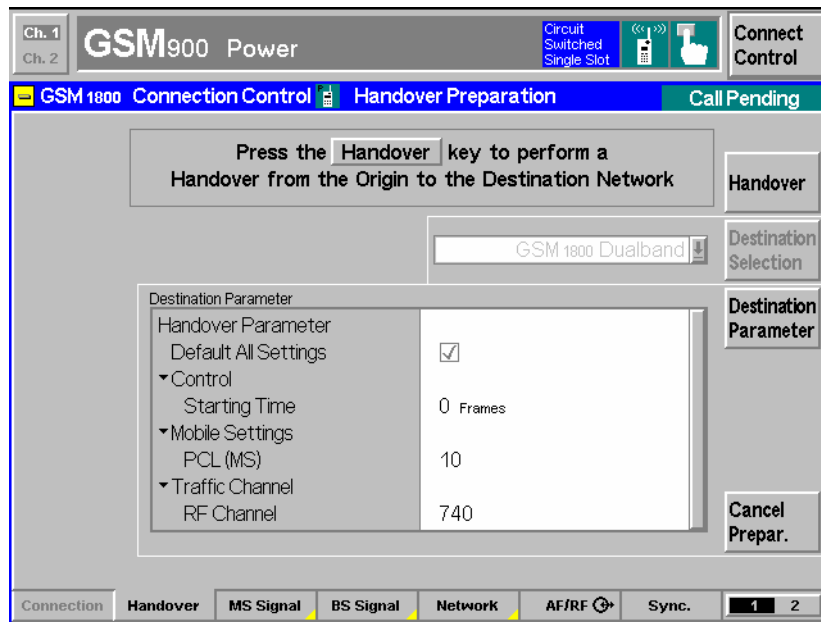 Ch. 1
Ch. 2
GSM900 Power
Circuit
Switched
Single Slot
Connect
Control
GSM 1800 Connection Control Handover Preparation Call Pending
Press the Handover key to perform a
Handover from the Origin to the Destination Network
Handover
GSM 1800 Dualband
Destination
Selection
Destination Parameter
Destination
Parameter
Handover Parameter
Default All Settings
Control
Starting Time 0 Frames
Mobile Settings
PCL (MS) 10
Traffic Channel
RF Channel 740
Cancel
Prepar.
Connection Handover MS Signal BS Signal Network AF/RF Sync. 1 2